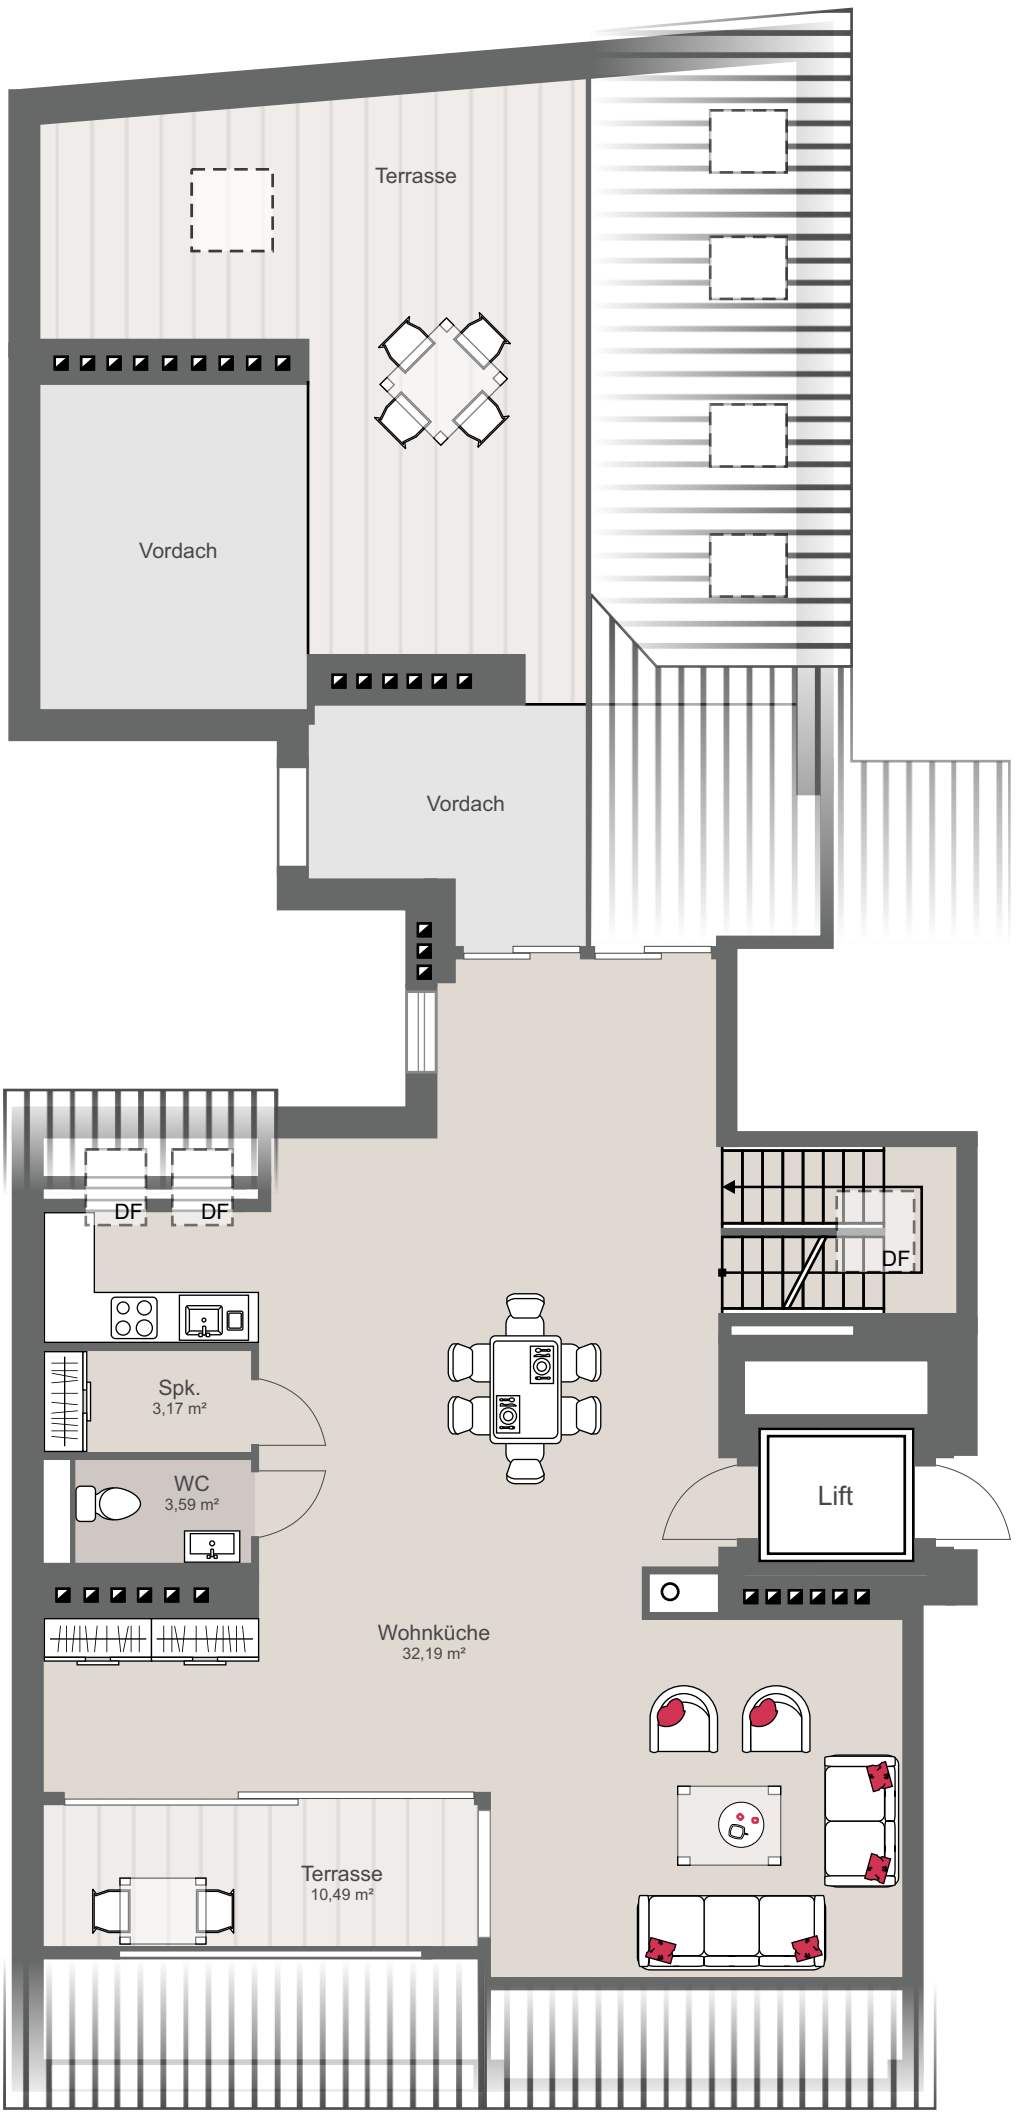 Terrasse
Vordach
Vordach
DF
DF
DF
Spk.
3,17 m²
WC
3,59 m²
Lift
Wohnküche
32,19 m²
Terrasse
10,49 m²